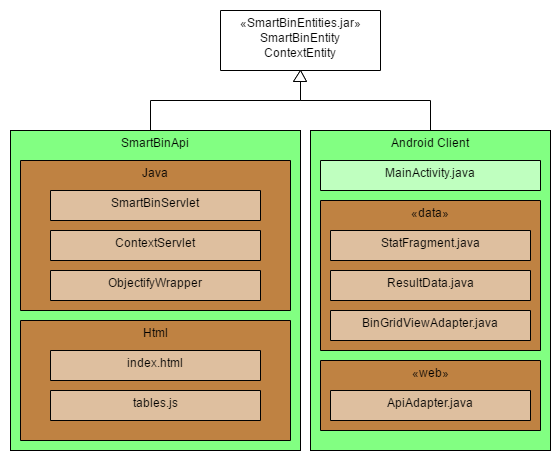 «SmartBinEntities.jar»
SmartBinEntity
ContextEntity
SmartBinApi
Java
SmartBinServlet
ContextServlet
ObjectifyWrapper
Html
index.html
tables.js
Android Client
MainActivity.java
«data»
StatFragment.java
ResultData.java
BinGridViewAdapter.java
«web»
ApiAdapter.java